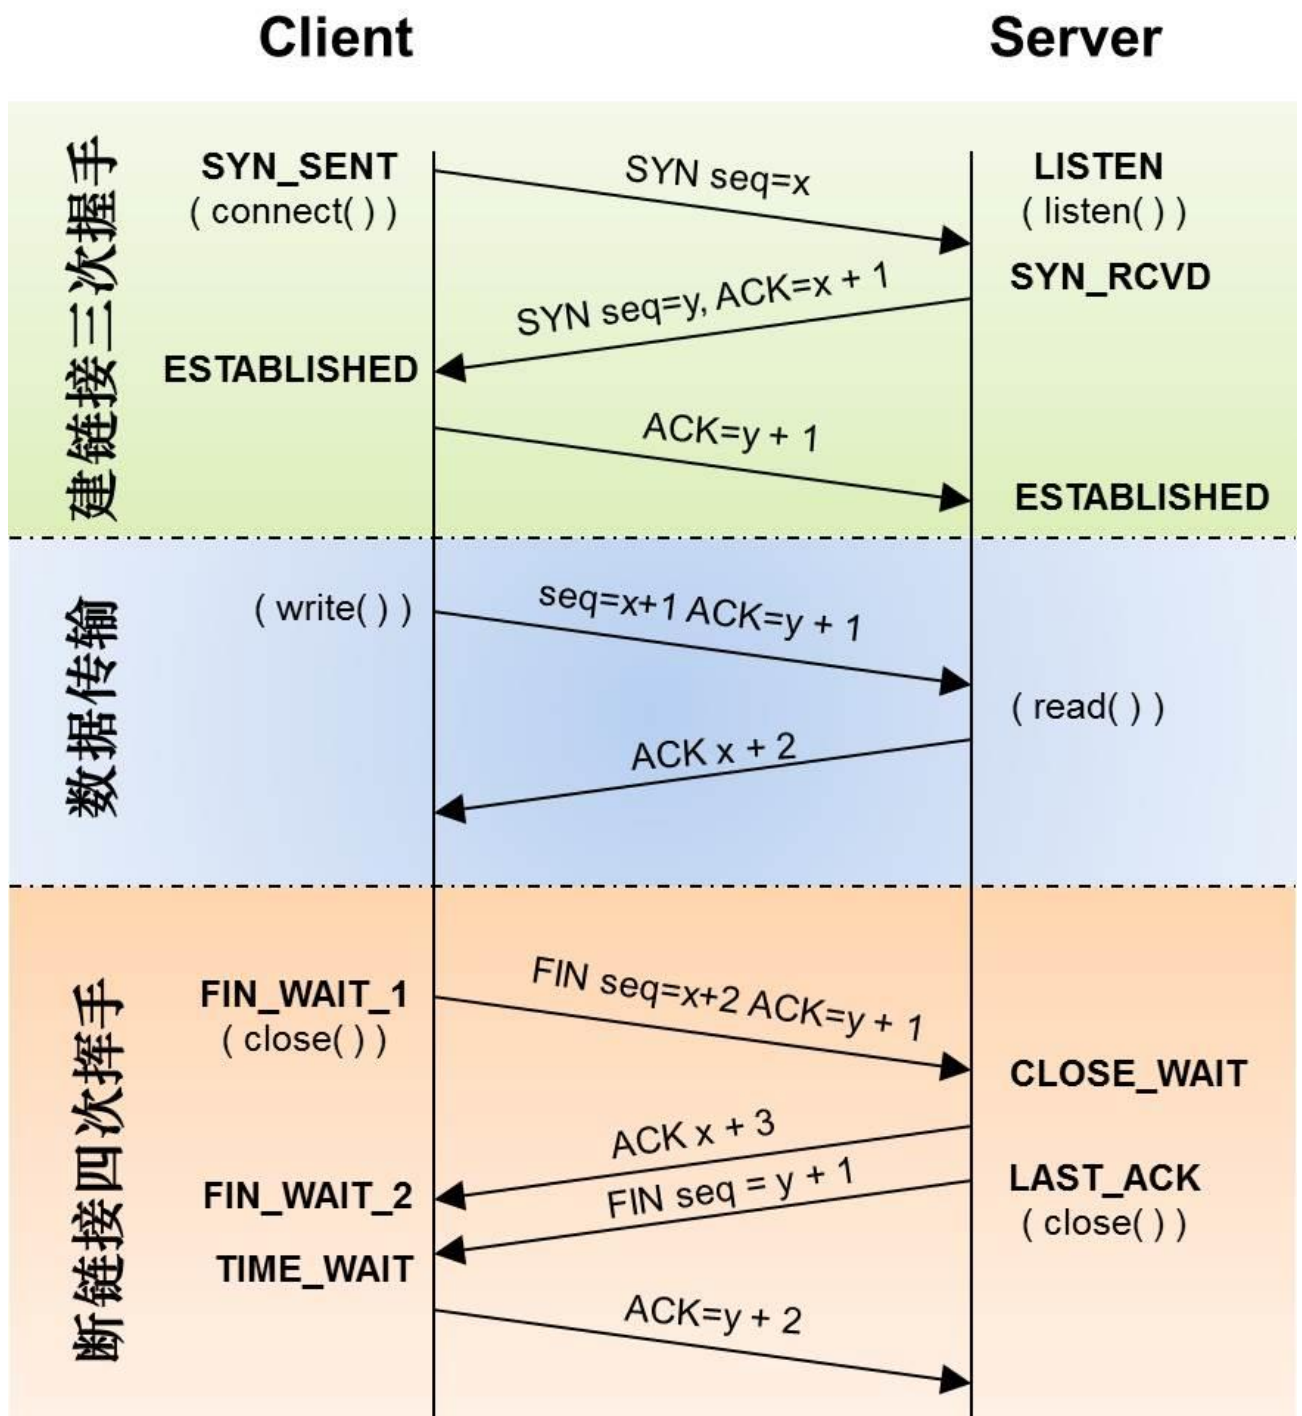 Client
Server
建链接三次握手
SYN_SENT
( connect( ) )
SYN seq=x
LISTEN
( listen( ) )
SYN_RCVD
SYN seq=y, ACK=x + 1
ESTABLISHED
ACK=y + 1
ESTABLISHED
数据传输
( write( ) )
seq=x+1 ACK=y + 1
( read( ) )
ACK x + 2
断链接四次挥手
FIN_WAIT_1
( close( ) )
FIN seq=x+2 ACK=y + 1
CLOSE_WAIT
ACK x + 3
FIN_WAIT_2
FIN seq = y + 1
LAST_ACK
( close( ) )
TIME_WAIT
ACK=y + 2